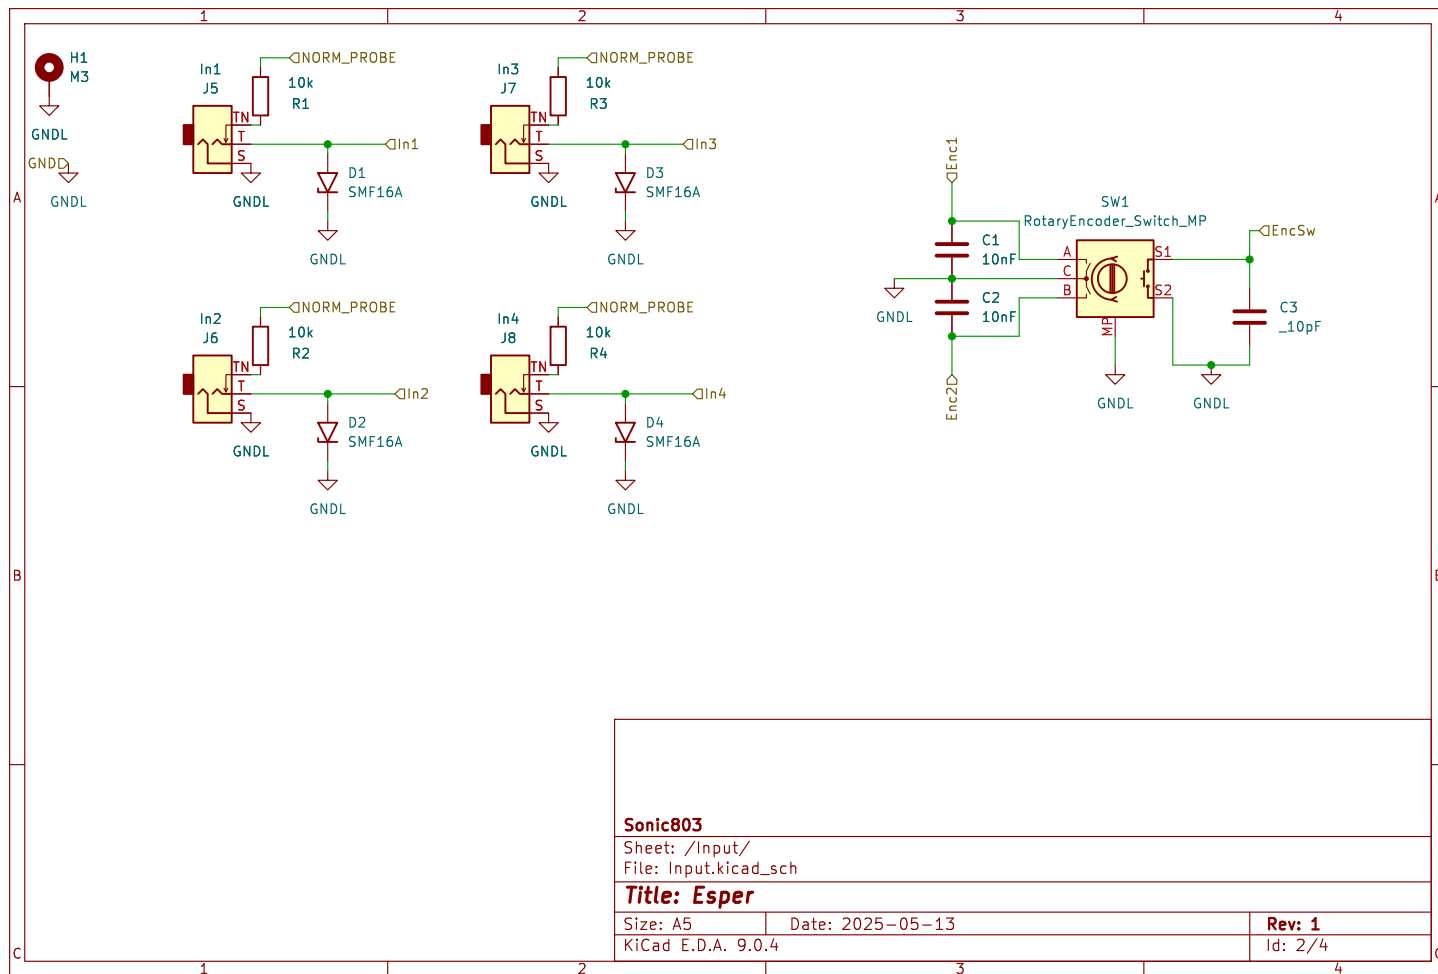 1 2 3 4
H1
M3
GNDL
GND
GNDL
NORM_PROBE
In1
J5
10k
R1
TN
T
S
In1
GNDL
D1
SMF16A
GNDL
NORM_PROBE
In3
J7
10k
R3
TN
T
S
In3
GNDL
D3
SMF16A
GNDL
NORM_PROBE
In2
J6
10k
R2
TN
T
S
In2
GNDL
D2
SMF16A
GNDL
NORM_PROBE
In4
J8
10k
R4
TN
T
S
In4
GNDL
D4
SMF16A
GNDL
Enc1
C1
10nF
C2
10nF
GNDL
Enc2
SW1
RotaryEncoder_Switch_MP
A
C
B
S1
S2
MP
GNDL
EncSw
C3
_10pF
GNDL
A
B
C
Sonic803
Sheet: /Input/
File: Input.kicad_sch
Title: Esper
Size: A5 Date: 2025-05-13 Rev: 1
KiCad E.D.A. 9.0.4 Id: 2/4
1 2 3 4